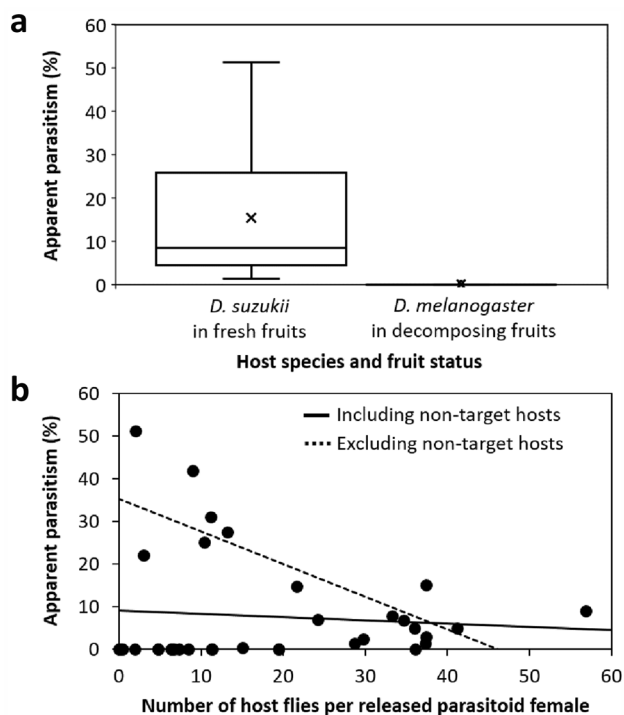 a
Apparent parasitism (%)
60
50
40
30
20
10
0
D. suzukii
in fresh fruits
D. melanogaster
in decomposing fruits
Host species and fruit status
b
Apparent parasitism (%)
60
50
40
30
20
10
0
Including non-target hosts
Excluding non-target hosts
0 10 20 30 40 50 60
Number of host flies per released parasitoid female